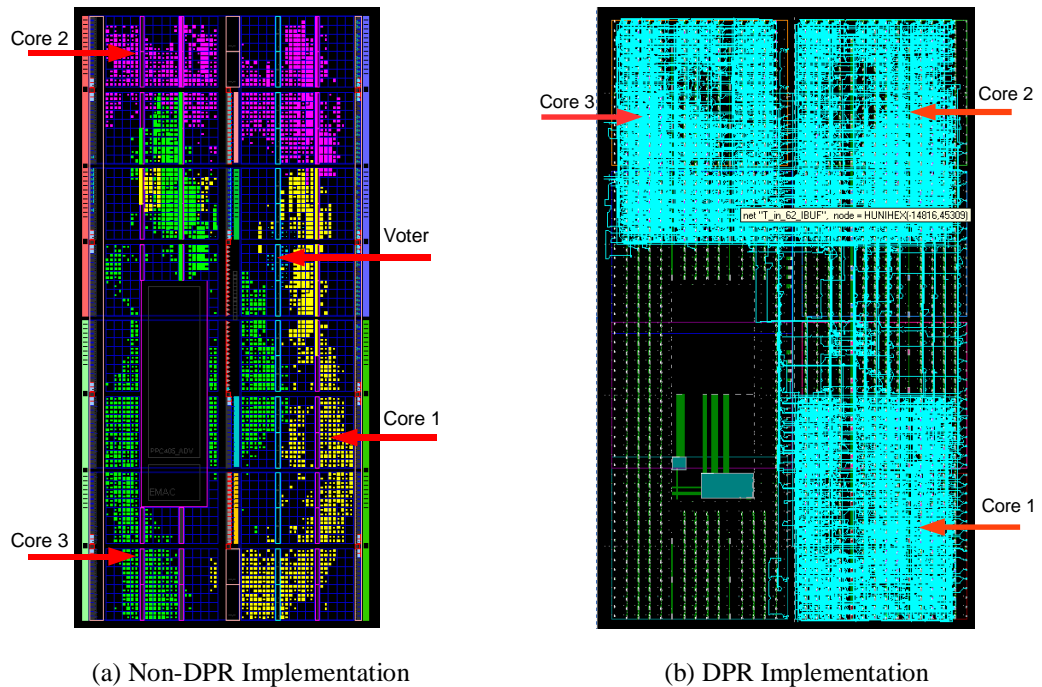 Core 2
Core 3
Core 2
net "T_in_62_IBUF", node = HUNIHEX(-14816,45309)
Voter
Core 1
PPC405_ADV
EMAC
Core 1
Core 3
(a) Non-DPR Implementation
(b) DPR Implementation